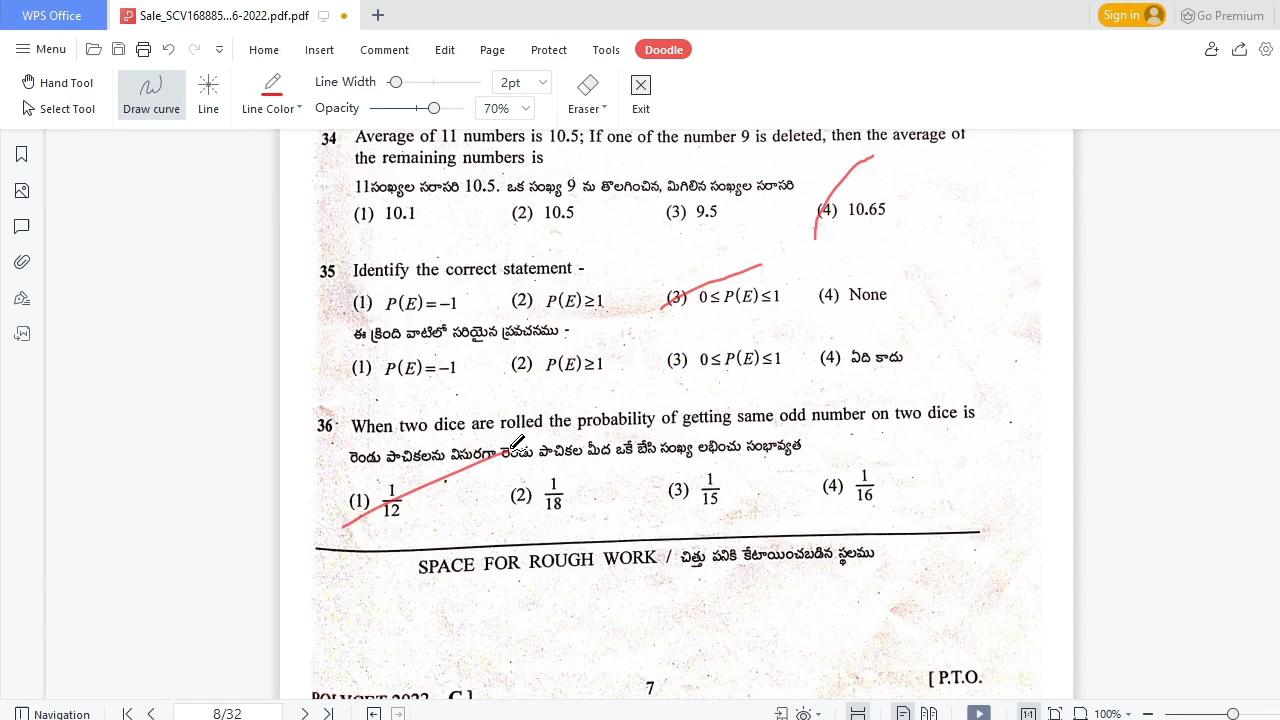 WPS Office
Sale_SCV168885...6-2022.pdf.pdf
Sign in
Go Premium
Menu
Home Insert Comment Edit Page Protect Tools Doodle
Hand Tool
Select Tool
Draw curve
Line
Line Color
Line Width 2pt
Opacity 70%
Eraser
Exit
34 Average of 11 numbers is 10.5; If one of the number 9 is deleted, then the average of
the remaining numbers is
11సంఖ్యల సరాసరి 10.5. ఒక సంఖ్య 9 ను తొలగించిన, మిగిలిన సంఖ్యల సరాసరి
(1) 10.1 (2) 10.5 (3) 9.5 (4) 10.65
35 Identify the correct statement -
(1) P(E)=−1 (2) P(E)≥1 (3) 0≤P(E)≤1 (4) None
ఈ క్రింది వాటిలో సరియైన ప్రవచనము -
(1) P(E)=−1 (2) P(E)≥1 (3) 0≤P(E)≤1 (4) ఏది కాదు
36 When two dice are rolled the probability of getting same odd number on two dice is
రెండు పాచికలను విసురగా రెండు పాచికల మీద ఒకే బేసి సంఖ్య లభించు సంభావ్యత
(1) 1/12 (2) 1/18 (3) 1/15 (4) 1/16
SPACE FOR ROUGH WORK / చిత్తు పనికి కేటాయించబడిన స్థలము
7
[ P.T.O.
POLYCET-2022 C ]
Navigation 8/32 100%